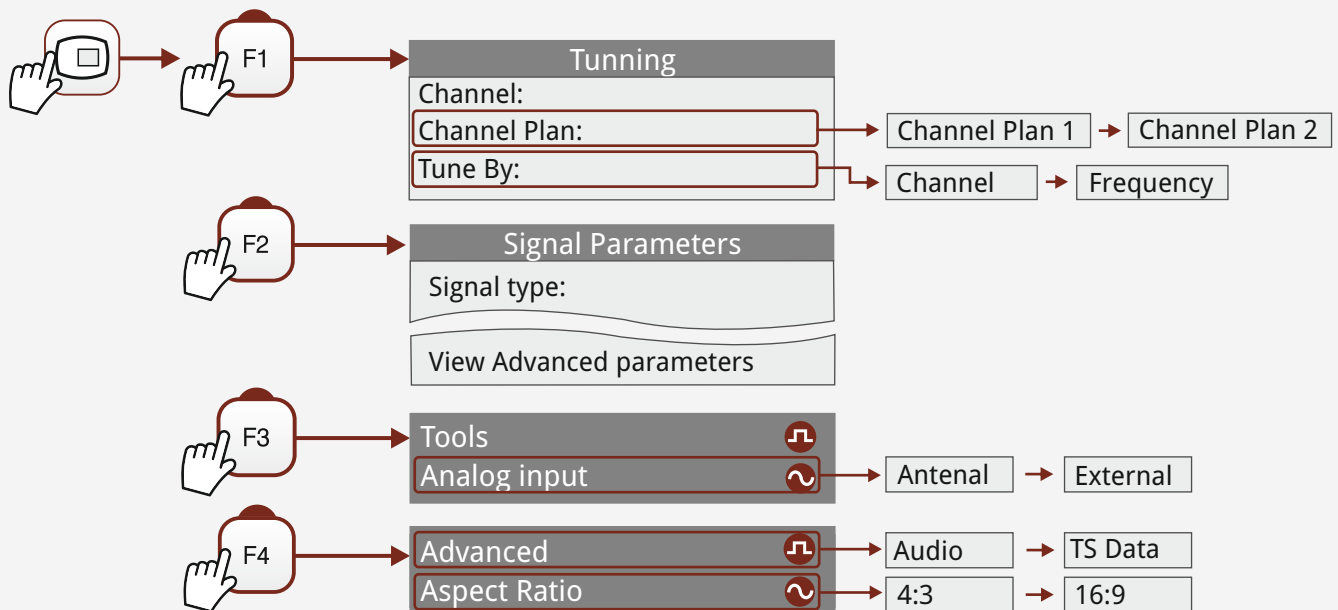 F1
Tunning
Channel:
Channel Plan:
Channel Plan 1
Channel Plan 2
Tune By:
Channel
Frequency
F2
Signal Parameters
Signal type:
View Advanced parameters
F3
Tools
Analog input
Antenal
External
F4
Advanced
Audio
TS Data
Aspect Ratio
4:3
16:9